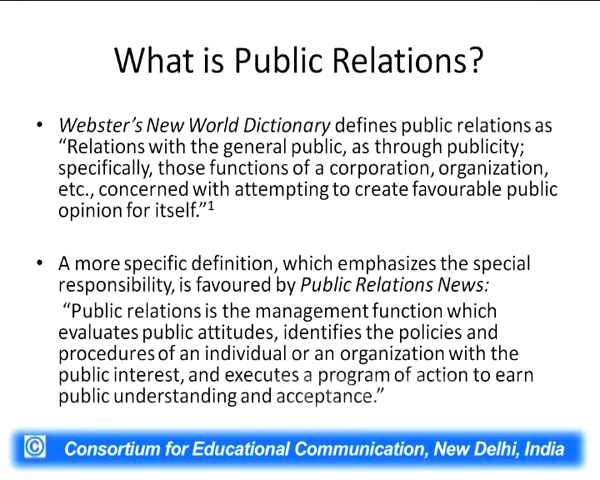 What is Public Relations?
• Webster's New World Dictionary defines public relations as
“Relations with the general public, as through publicity;
specifically, those functions of a corporation, organization,
etc., concerned with attempting to create favourable public
opinion for itself.”1
• A more specific definition, which emphasizes the special
responsibility, is favoured by Public Relations News:
“Public relations is the management function which
evaluates public attitudes, identifies the policies and
procedures of an individual or an organization with the
public interest, and executes a program of action to earn
public understanding and acceptance.”
© Consortium for Educational Communication, New Delhi, India